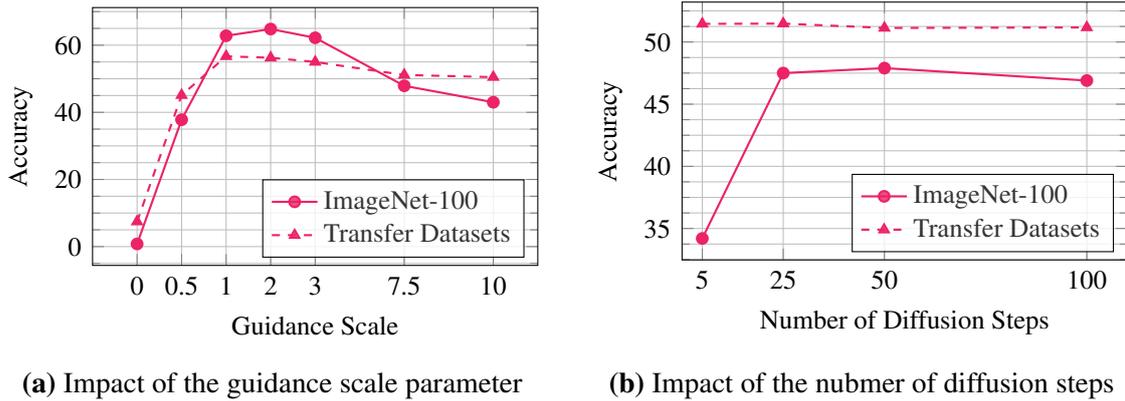 60
40
20
0
Accuracy
ImageNet-100
Transfer Datasets
0 0.5 1 2 3 7.5 10
Guidance Scale
(a) Impact of the guidance scale parameter
50
45
40
35
Accuracy
ImageNet-100
Transfer Datasets
5 25 50 100
Number of Diffusion Steps
(b) Impact of the nubmer of diffusion steps